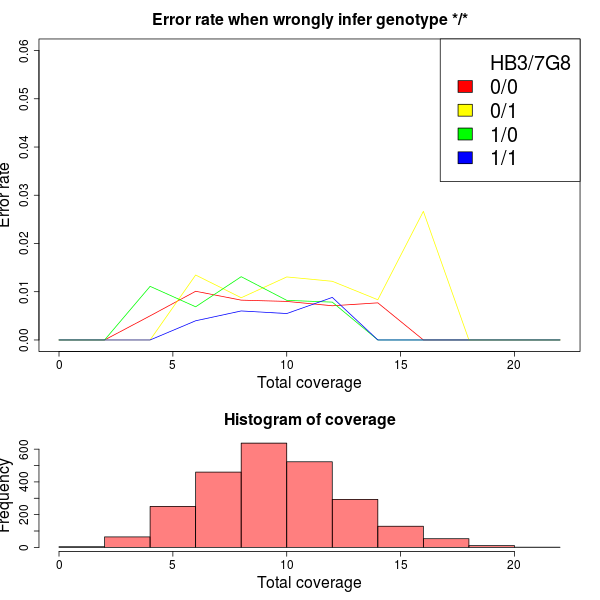 Error rate when wrongly infer genotype */*
0.06
0.05
0.04
0.03
0.02
0.01
0.00
Error rate
HB3/7G8
0/0
0/1
1/0
1/1
0 5 10 15 20
Total coverage
Histogram of coverage
600
400
200
0
Frequency
0 5 10 15 20
Total coverage